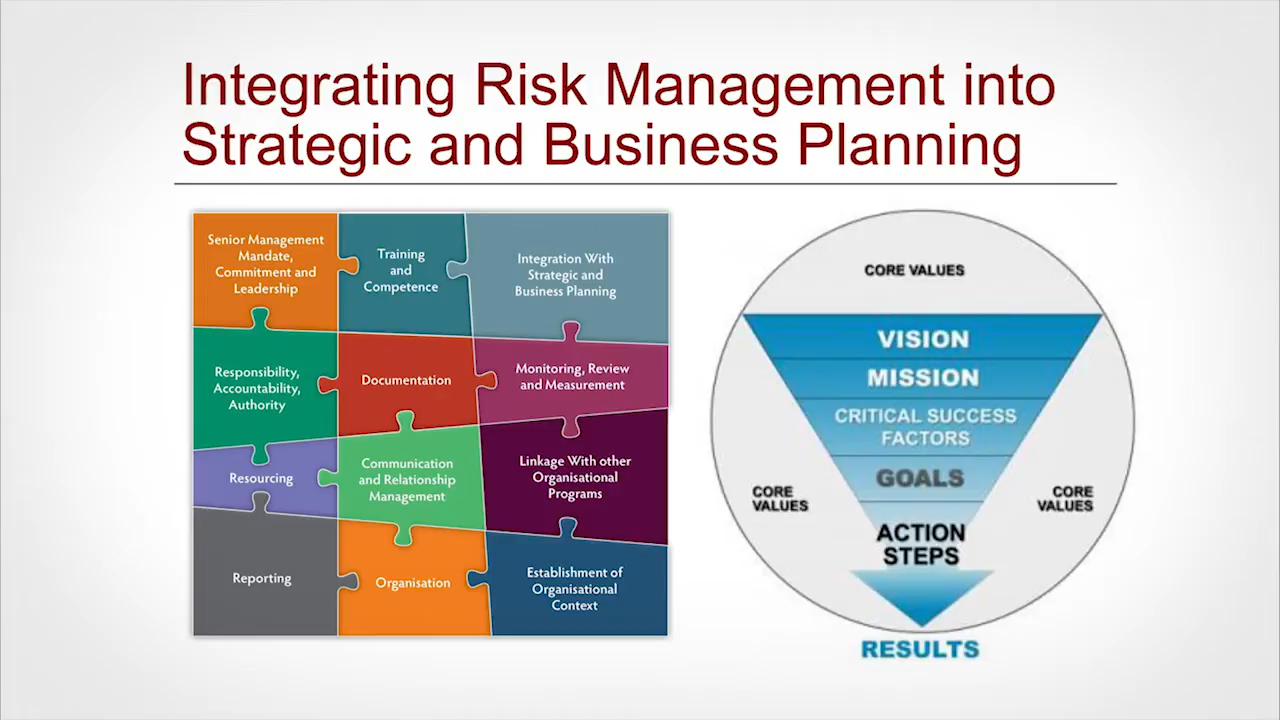 Integrating Risk Management into
Strategic and Business Planning
Senior Management
Mandate,
Commitment and
Leadership
Training
and
Competence
Integration With
Strategic and
Business Planning
Responsibility,
Accountability,
Authority
Documentation
Monitoring, Review
and Measurement
Resourcing
Communication
and Relationship
Management
Linkage With other
Organisational
Programs
Reporting
Organisation
Establishment of
Organisational
Context
CORE VALUES
VISION
MISSION
CRITICAL SUCCESS
FACTORS
GOALS
CORE
VALUES
CORE
VALUES
ACTION
STEPS
RESULTS